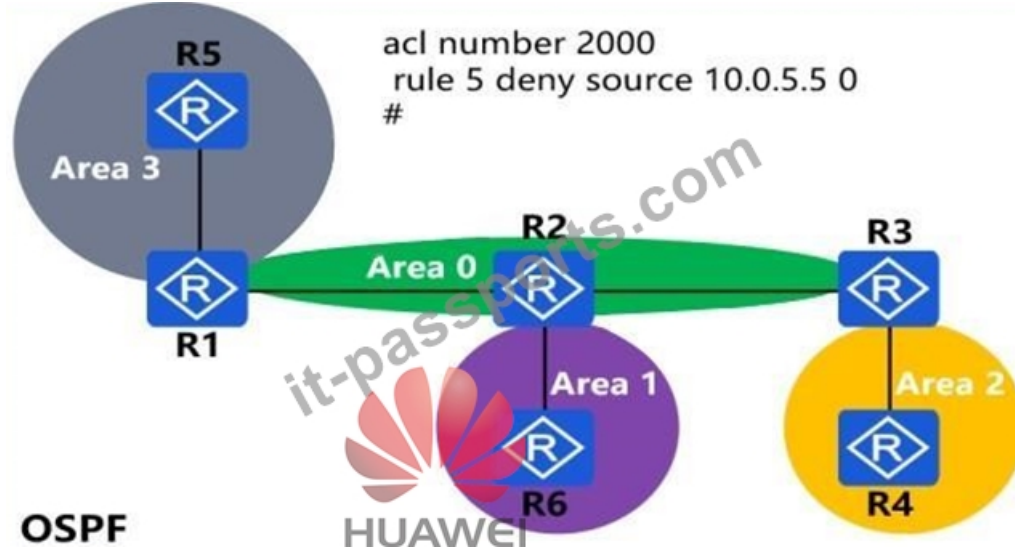 R5
acl number 2000
rule 5 deny source 10.0.5.5 0
#
Area 3
R2
R3
Area 0
R1
it-passports.com
Area 1
Area 2
R6
R4
OSPF
HUAWEI
R
R
R
R
R
R